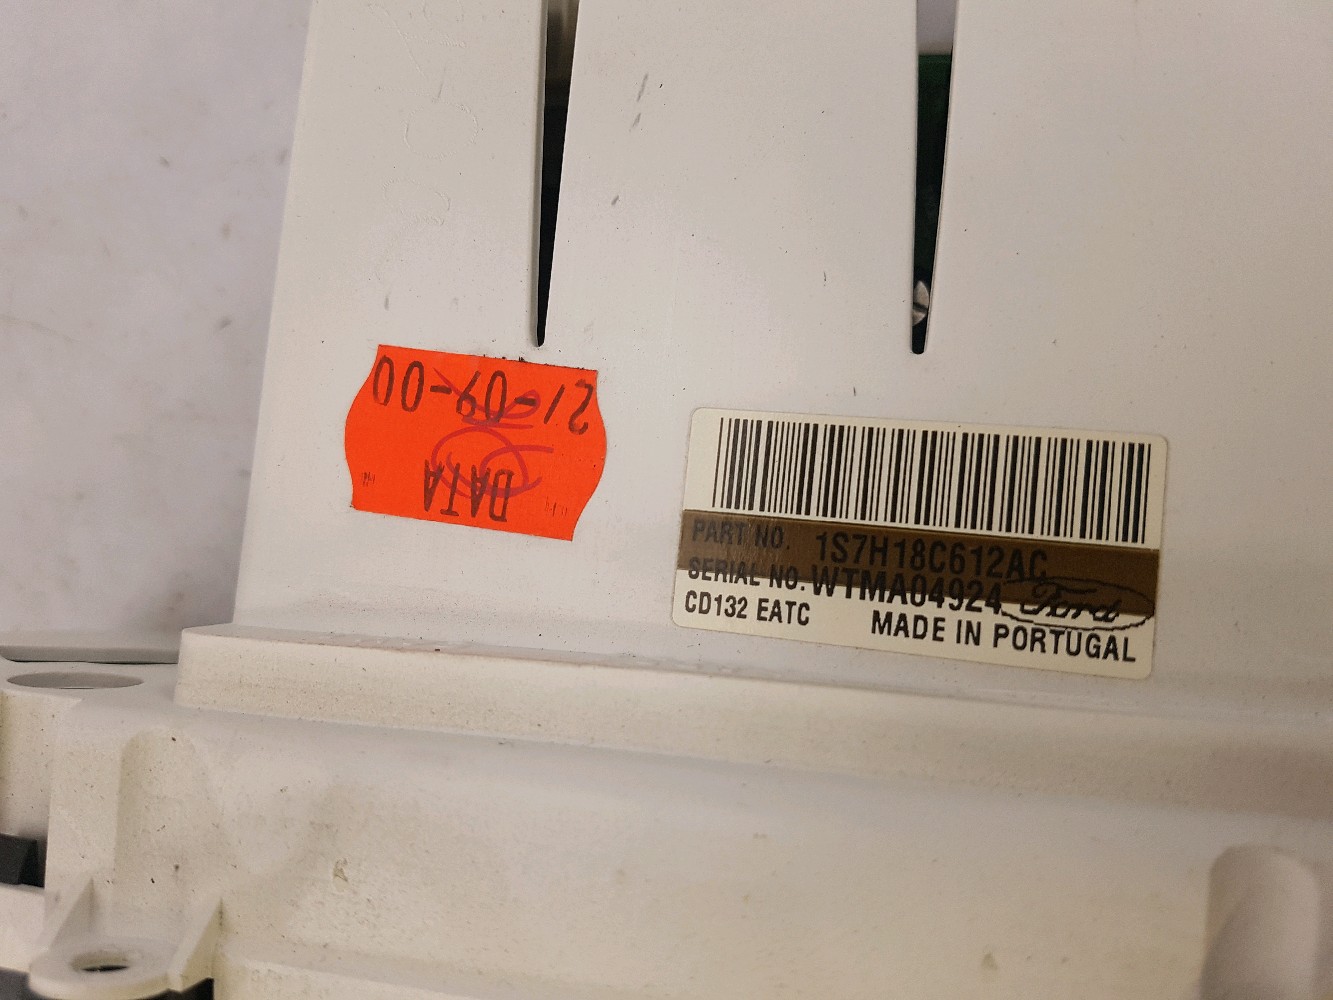 DATA
21-09-00
PART NO. 1S7H18C612AC
SERIAL NO. WTMA04924 Ford
CD132 EATC MADE IN PORTUGAL